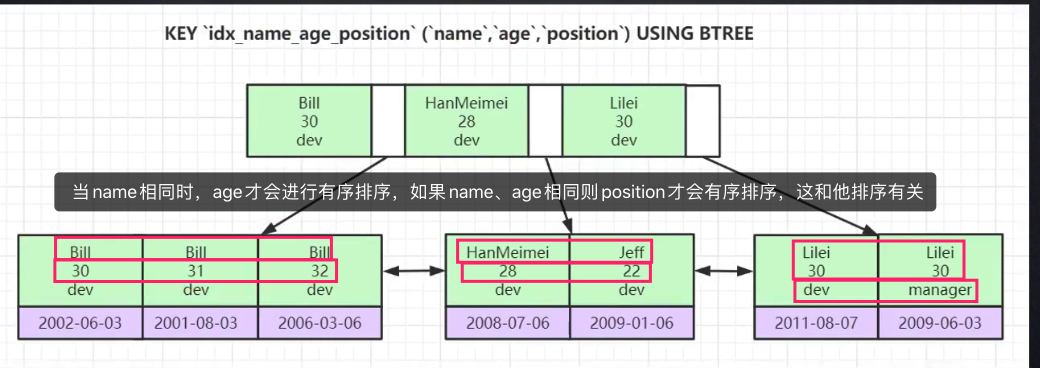 KEY `idx_name_age_position` (`name`,`age`,`position`) USING BTREE
Bill HanMeimei Lilei
30 28 30
dev dev dev
当name相同时，age才会进行有序排序，如果name、age相同则position才会有序排序，这和他排序有关
Bill Bill Bill HanMeimei Jeff Lilei Lilei
30 31 32 28 22 30 30
dev dev dev dev dev dev manager
2002-06-03 2001-08-03 2006-03-06 2008-07-06 2009-01-06 2011-08-07 2009-06-03